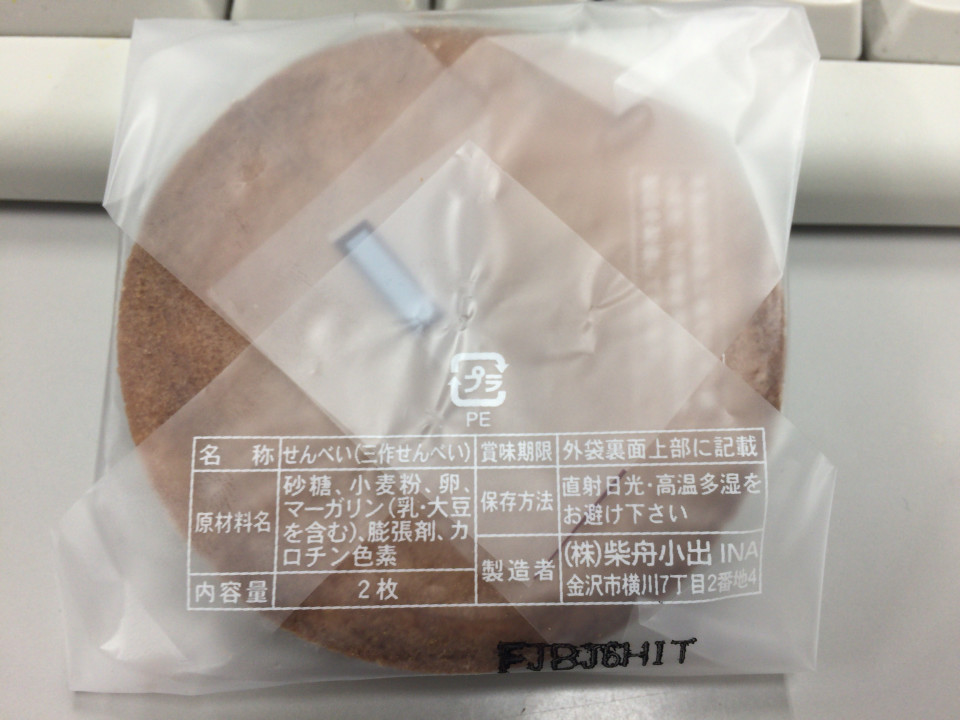 プラ
PE
名 称 せんべい(三作せんべい) 賞味期限 外袋裏面上部に記載
原材料名 砂糖、小麦粉、卵、
マーガリン(乳・大豆
を含む)、膨張剤、カ
ロチン色素
保存方法 直射日光・高温多湿を
お避け下さい
内容量 2枚
製造者 (株)柴舟小出 INA
金沢市横川7丁目2番地4